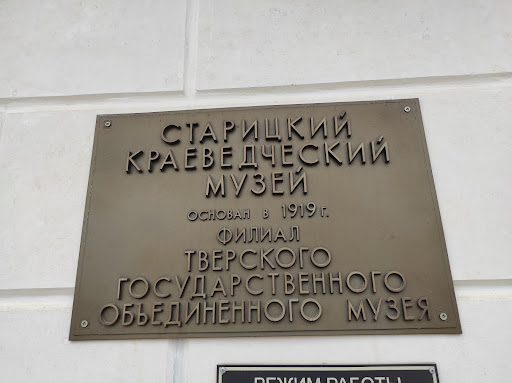 СТАРИЦКИЙ
КРАЕВЕДЧЕСКИЙ
МУЗЕЙ
ОСНОВАН В 1919 г.
ФИЛИАЛ
ТВЕРСКОГО
ГОСУДАРСТВЕННОГО
ОБЪЕДИНЕННОГО МУЗЕЯ
РЕЖИМ РАБОТЫ